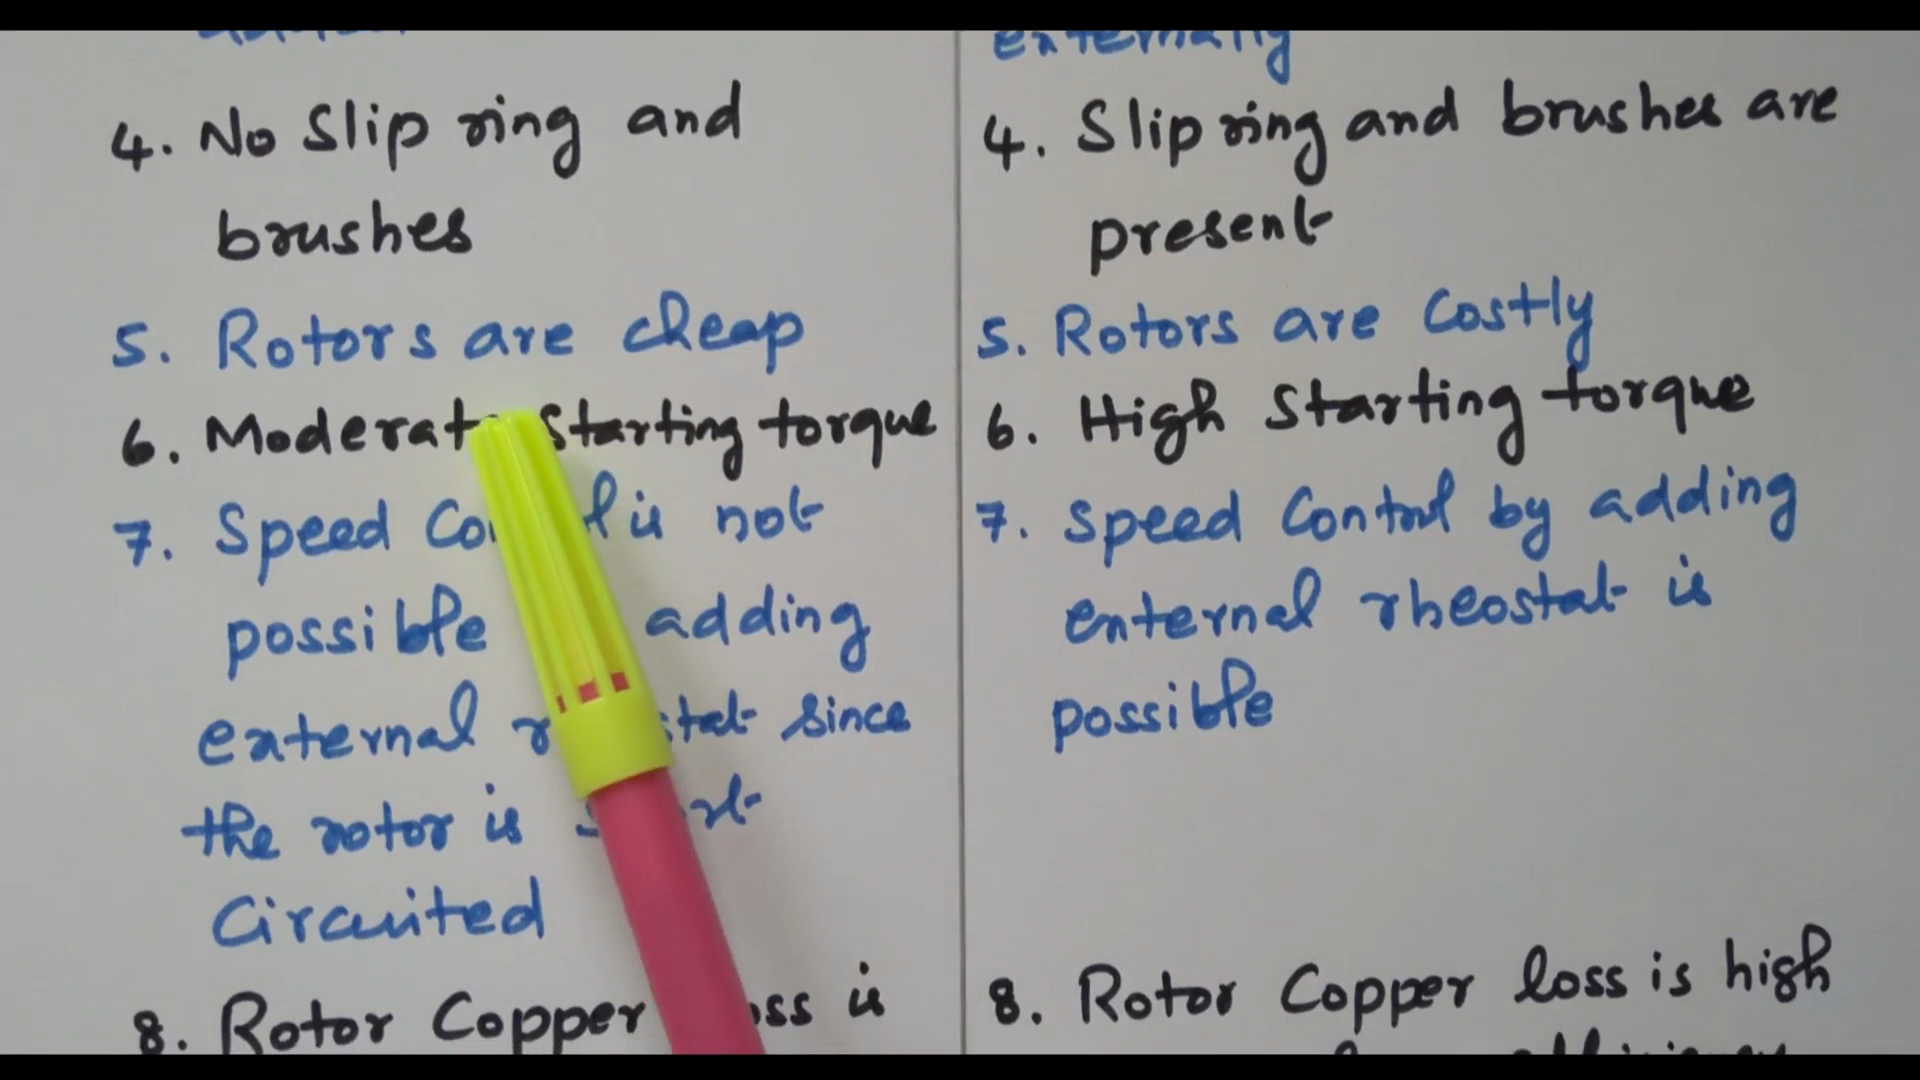 externally
4. No Slip ring and
brushes
5. Rotors are cheap
6. Moderate Starting torque
7. Speed is not
possible adding
external since
the rotor is
Circuited
8. Rotor Copper is
4. Slip ring and brushes are
present
5. Rotors are Costly
6. High Starting torque
7. Speed Control by adding
external rheostat is
possible
8. Rotor Copper loss is high